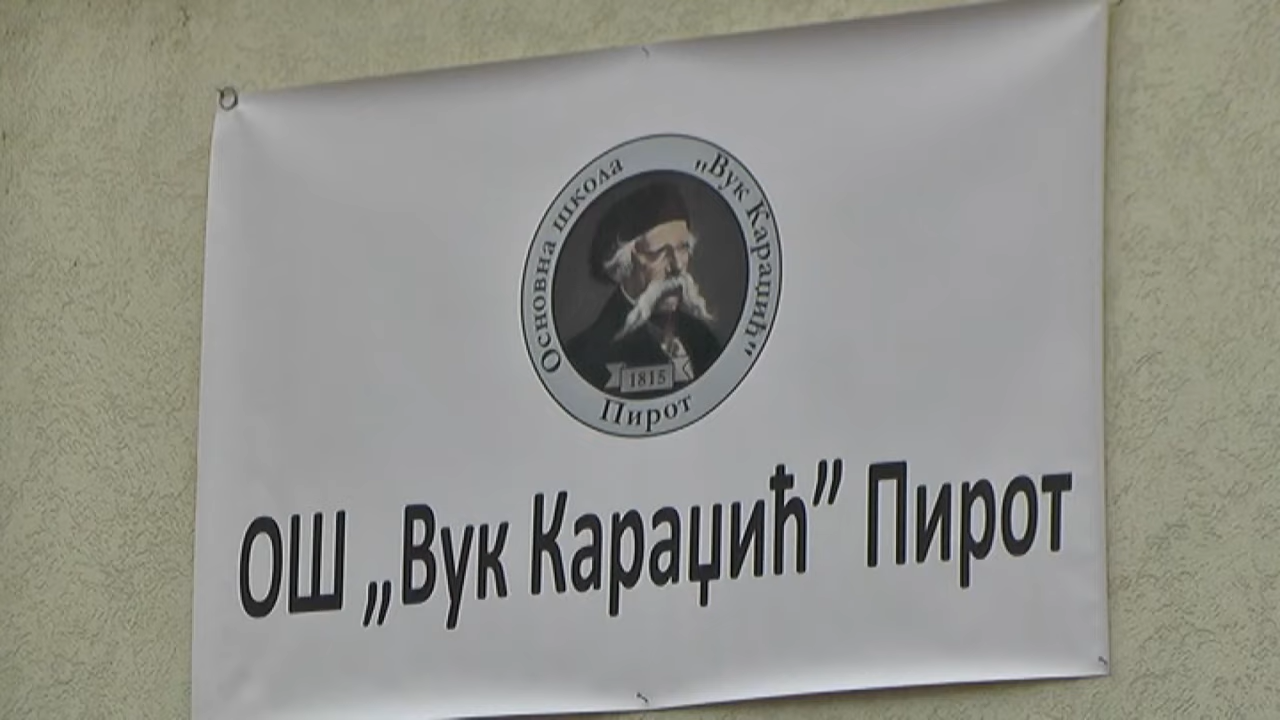 Основна школа
„Вук Караџић"
1815
Пирот
ОШ „Вук Караџић” Пирот